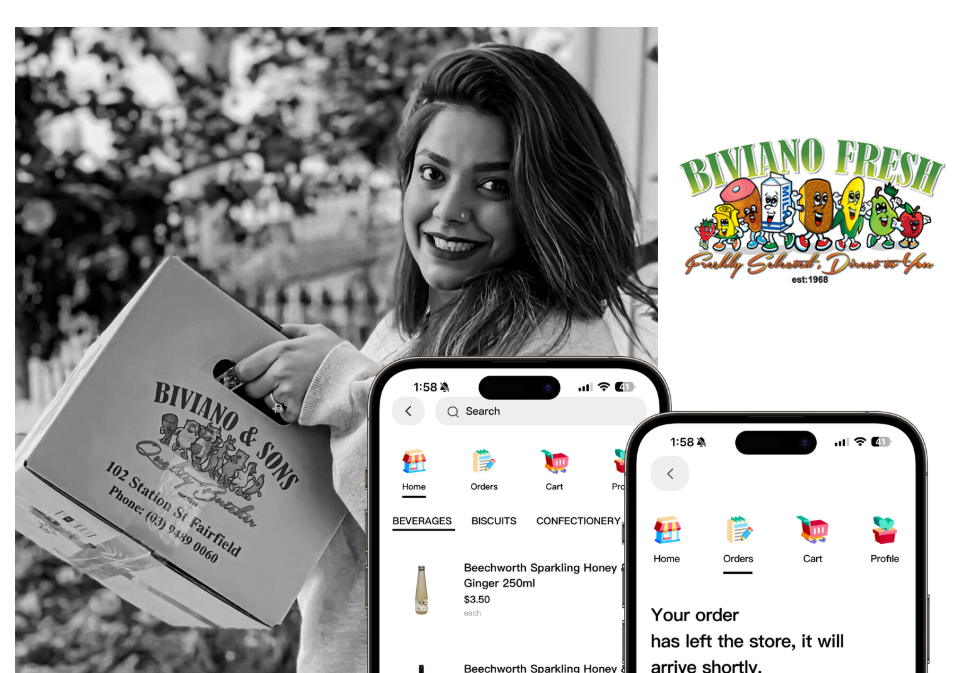 BIVIANO FRESH
Milk
Freshly Selected, Direct to You
est:1968
BIVIANO & SONS
Quality Grocer
102 Station St Fairfield
Phone: (03) 9489 0060
1:58
41
Search
Home
Orders
Cart
Pro
BEVERAGES
BISCUITS
CONFECTIONERY
Beechworth Sparkling Honey &
Ginger 250ml
$3.50
each
Beechworth Sparkling Honey &
1:58
41
Home
Orders
Cart
Profile
Your order
has left the store, it will
arrive shortly.